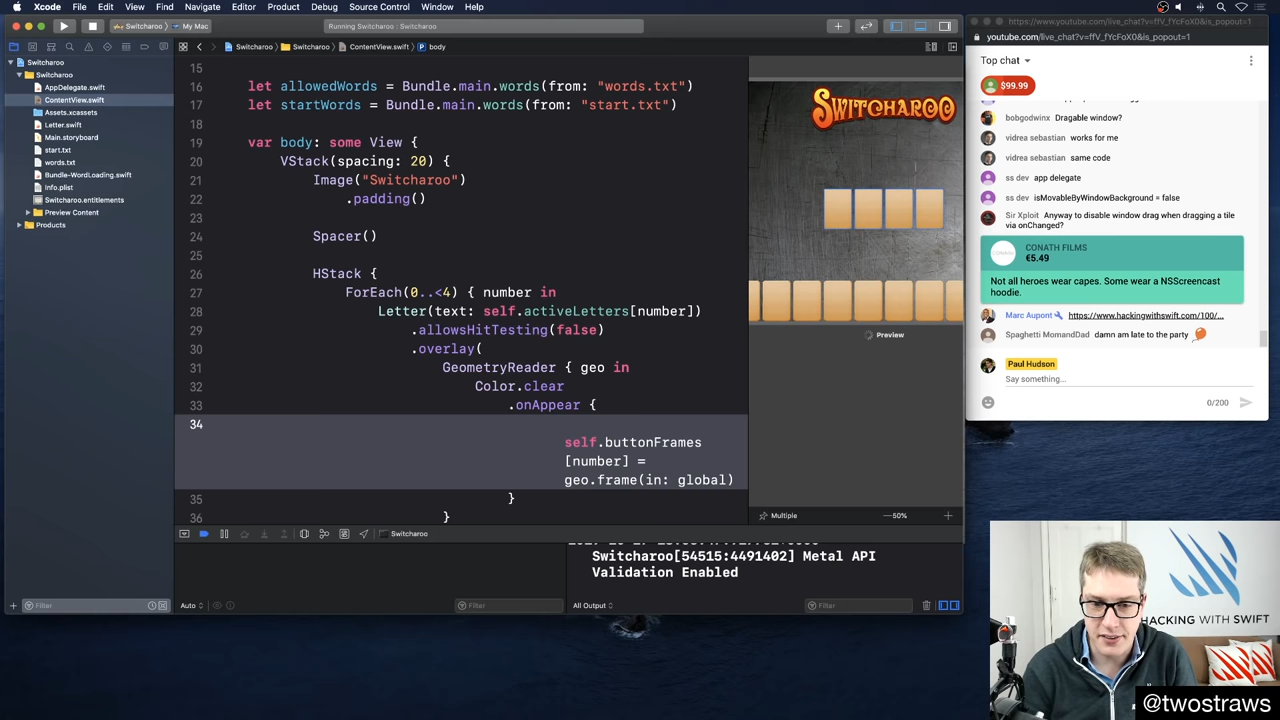 Xcode File Edit View Find Navigate Editor Product Debug Source Control Window Help
Switcharoo My Mac
Running Switcharoo: Switcharoo
https://www.youtube.com/live_chat?v=ffV_fYcFoX0&is_popout=1
youtube.com/live_chat?v=ffV_fYcFoX0&is_popout=1
Switcharoo Switcharoo ContentView.swift body
Switcharoo
Switcharoo
AppDelegate.swift
ContentView.swift
Assets.xcassets
Letter.swift
Main.storyboard
start.txt
words.txt
Bundle-WordLoading.swift
Info.plist
Switcharoo.entitlements
Preview Content
Products
15
16 let allowedWords = Bundle.main.words(from: "words.txt")
17 let startWords = Bundle.main.words(from: "start.txt")
18
19 var body: some View {
20 VStack(spacing: 20) {
21 Image("Switcharoo")
22 .padding()
23
24 Spacer()
25
26 HStack {
27 ForEach(0..<4) { number in
28 Letter(text: self.activeLetters[number])
29 .allowsHitTesting(false)
30 .overlay(
31 GeometryReader { geo in
32 Color.clear
33 .onAppear {
34
self.buttonFrames
[number] =
geo.frame(in: global)
35 }
36 }
SWITCHAROO
Preview
Multiple
50%
Switcharoo
Switcharoo[54515:4491402] Metal API
Validation Enabled
Filter
Auto
Filter
All Output
Filter
Top chat
$99.99
bobgodwinx Dragable window?
vidrea sebastian works for me
vidrea sebastian same code
ss dev app delegate
ss dev isMovableByWindowBackground = false
Sir Xploit Anyway to disable window drag when dragging a tile
via onChanged?
CONATH FILMS
€5.49
Not all heroes wear capes. Some wear a NSScreencast
hoodie.
Marc Aupont https://www.hackingwithswift.com/100/...
Spaghetti MomandDad damn am late to the party
Paul Hudson
Say something...
0/200
HACKING WITH SWIFT
@twostraws